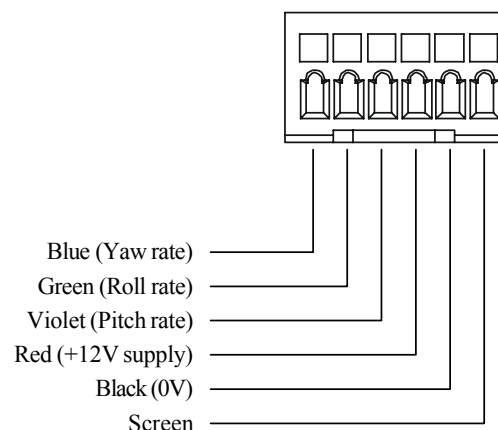 Blue (Yaw rate)
Green (Roll rate)
Violet (Pitch rate)
Red (+12V supply)
Black (0V)
Screen